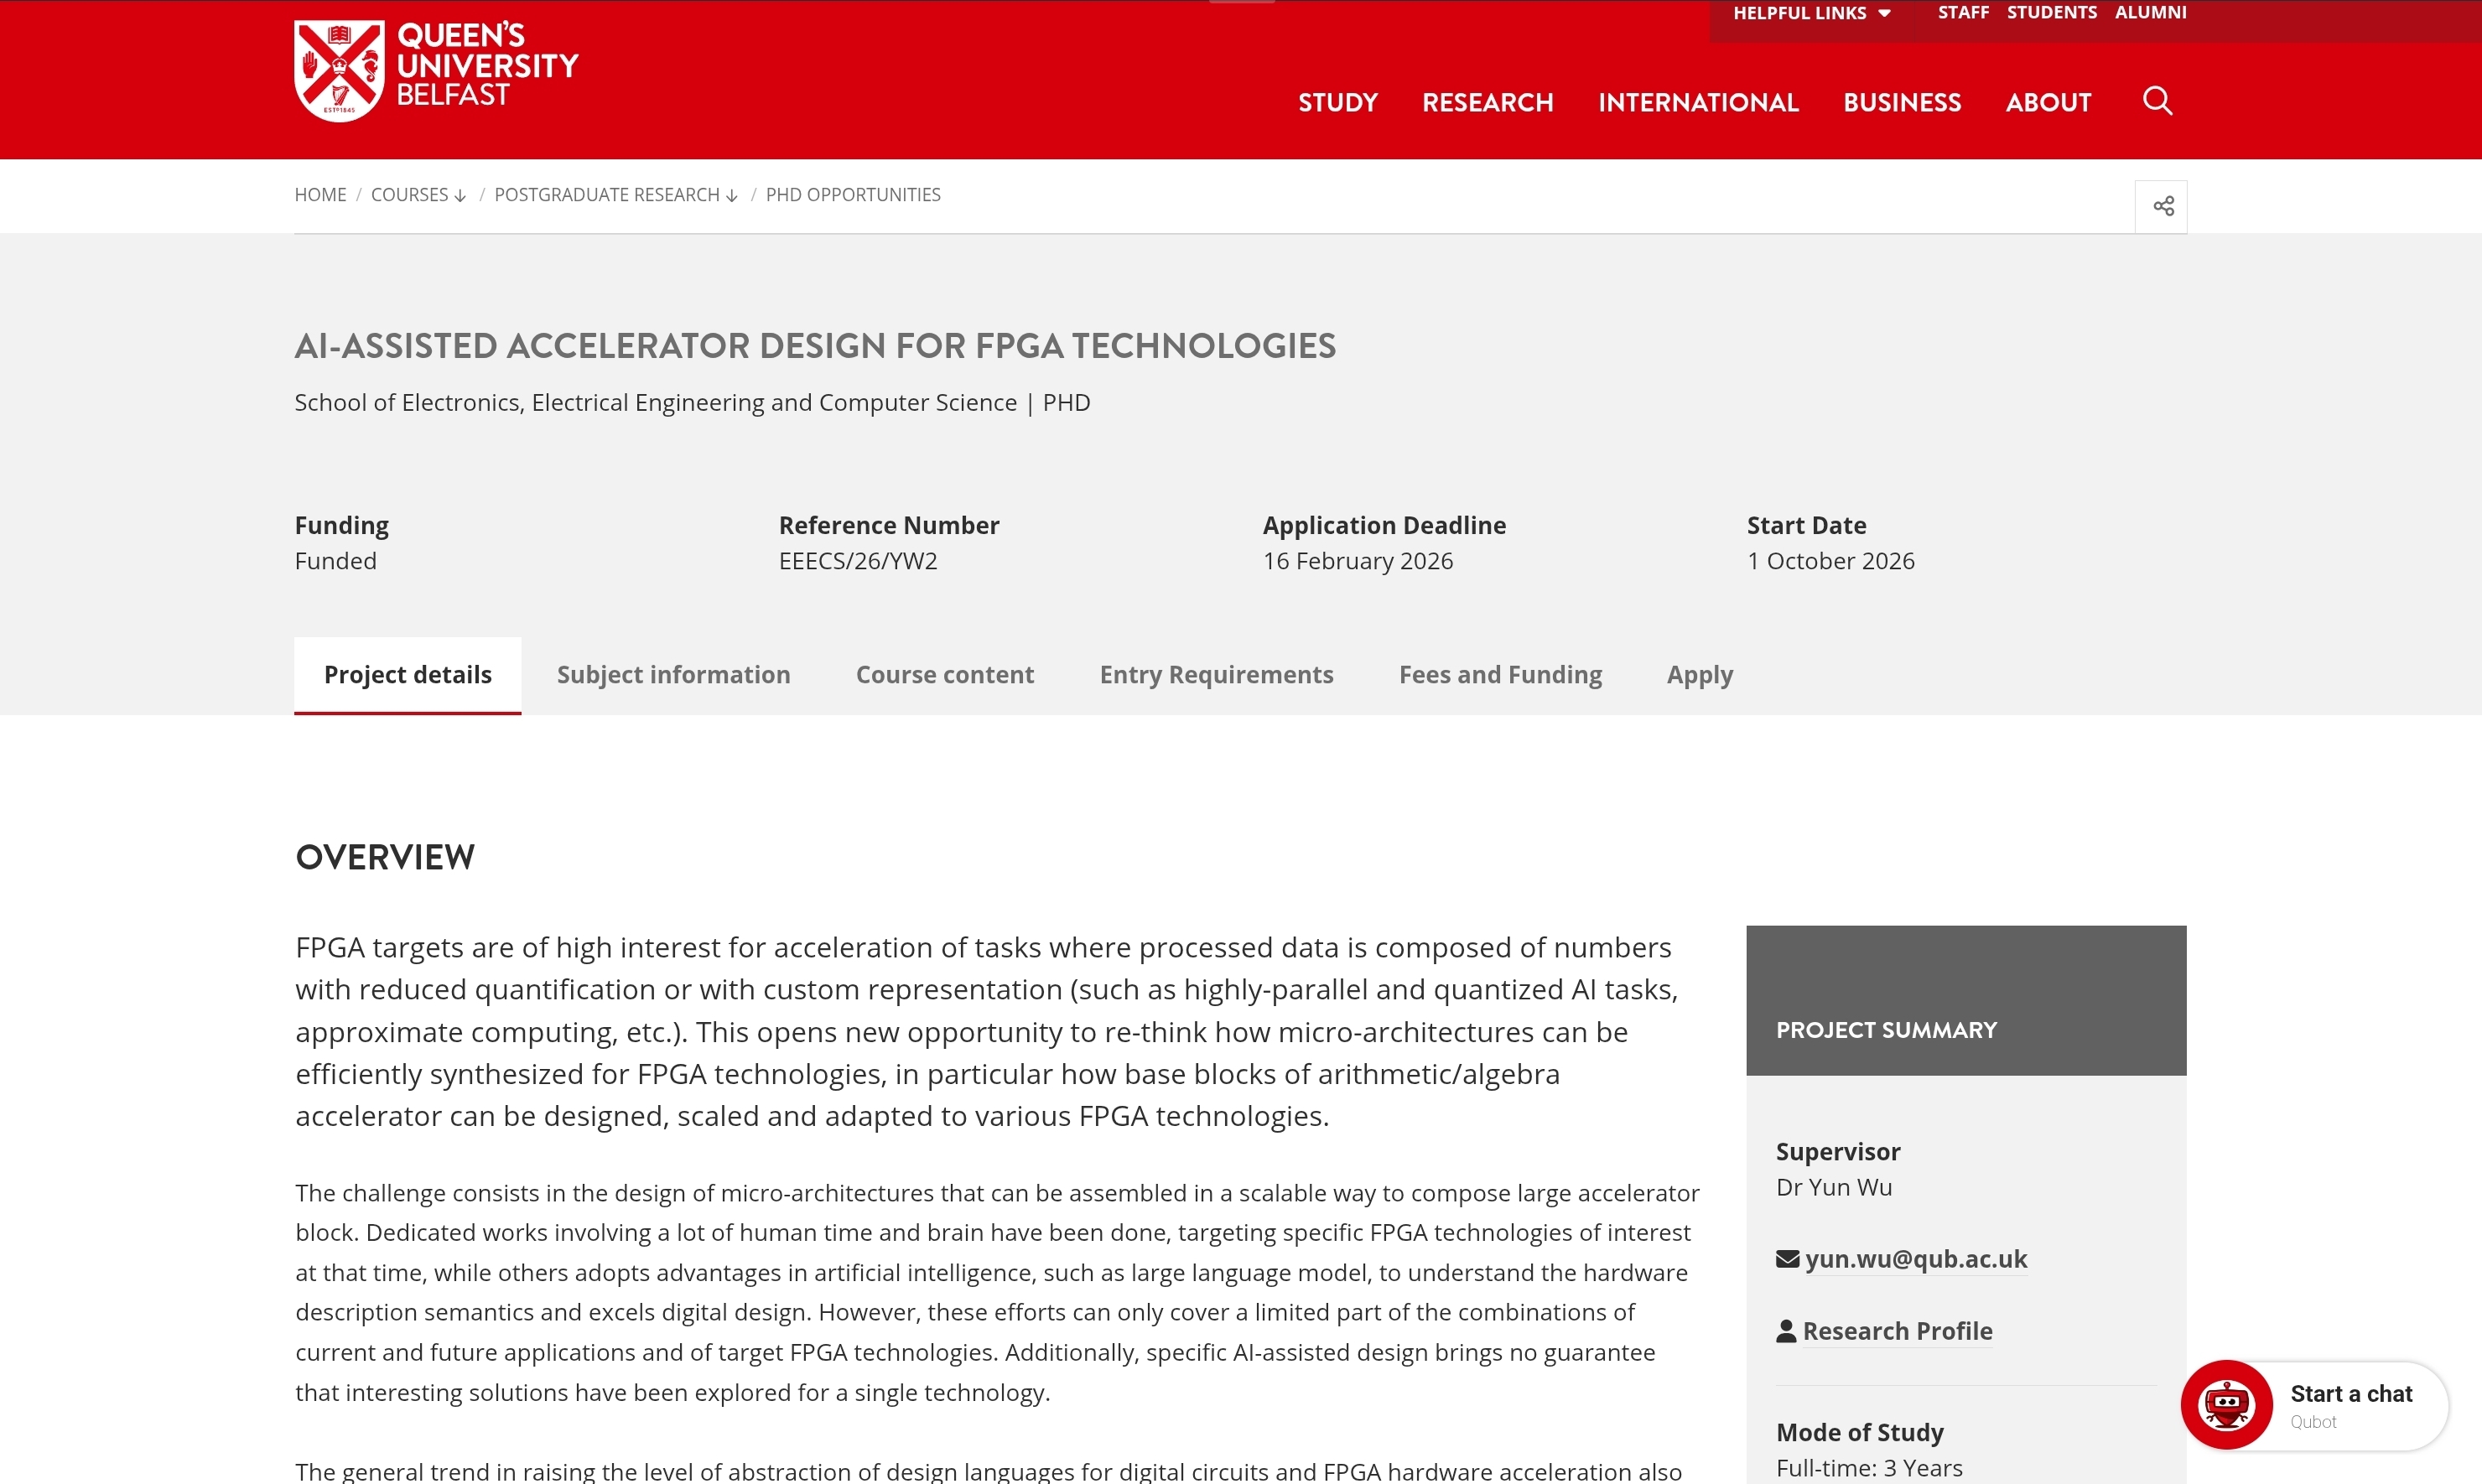 HELPFUL LINKS STAFF STUDENTS ALUMNI
QUEEN'S
UNIVERSITY
BELFAST
ESTD 1845
STUDY RESEARCH INTERNATIONAL BUSINESS ABOUT
HOME / COURSES ↓ / POSTGRADUATE RESEARCH ↓ / PHD OPPORTUNITIES
AI-ASSISTED ACCELERATOR DESIGN FOR FPGA TECHNOLOGIES
School of Electronics, Electrical Engineering and Computer Science | PHD
Funding
Funded
Reference Number
EEECS/26/YW2
Application Deadline
16 February 2026
Start Date
1 October 2026
Project details Subject information Course content Entry Requirements Fees and Funding Apply
OVERVIEW
FPGA targets are of high interest for acceleration of tasks where processed data is composed of numbers
with reduced quantification or with custom representation (such as highly-parallel and quantized AI tasks,
approximate computing, etc.). This opens new opportunity to re-think how micro-architectures can be
efficiently synthesized for FPGA technologies, in particular how base blocks of arithmetic/algebra
accelerator can be designed, scaled and adapted to various FPGA technologies.
The challenge consists in the design of micro-architectures that can be assembled in a scalable way to compose large accelerator
block. Dedicated works involving a lot of human time and brain have been done, targeting specific FPGA technologies of interest
at that time, while others adopts advantages in artificial intelligence, such as large language model, to understand the hardware
description semantics and excels digital design. However, these efforts can only cover a limited part of the combinations of
current and future applications and of target FPGA technologies. Additionally, specific AI-assisted design brings no guarantee
that interesting solutions have been explored for a single technology.
The general trend in raising the level of abstraction of design languages for digital circuits and FPGA hardware acceleration also
PROJECT SUMMARY
Supervisor
Dr Yun Wu
yun.wu@qub.ac.uk
Research Profile
Mode of Study
Full-time: 3 Years
Start a chat
Qubot